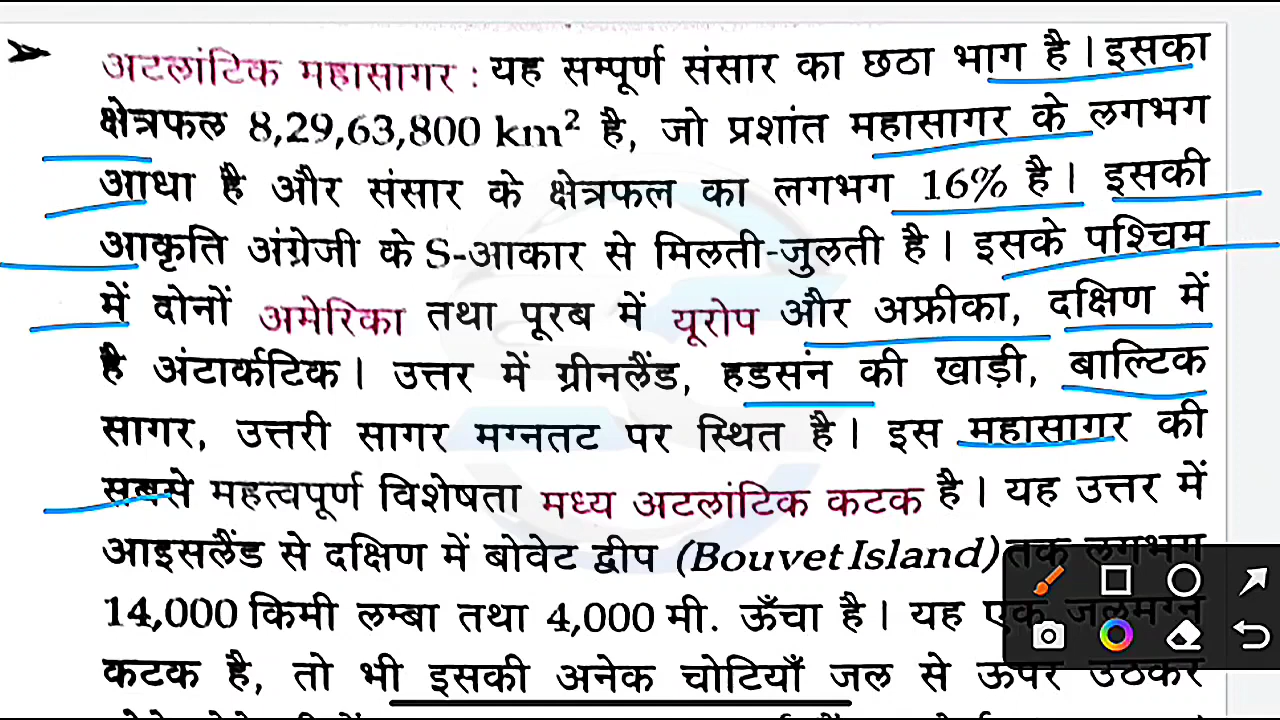 अटलांटिक महासागर : यह सम्पूर्ण संसार का छठा भाग है। इसका
क्षेत्रफल 8,29,63,800 km² है, जो प्रशांत महासागर के लगभग
आधा है और संसार के क्षेत्रफल का लगभग 16% है। इसकी
आकृति अंग्रेजी के S-आकार से मिलती-जुलती है। इसके पश्चिम
में दोनों अमेरिका तथा पूरब में यूरोप और अफ्रीका, दक्षिण में
है अंटार्कटिक। उत्तर में ग्रीनलैंड, हडसंन की खाड़ी, बाल्टिक
सागर, उत्तरी सागर मग्नतट पर स्थित है। इस महासागर की
सबसे महत्वपूर्ण विशेषता मध्य अटलांटिक कटक है। यह उत्तर में
आइसलैंड से दक्षिण में बोवेट द्वीप (Bouvet Island) तक लगभग
14,000 किमी लम्बा तथा 4,000 मी. ऊँचा है। यह एक जलमग्न
कटक है, तो भी इसकी अनेक चोटियाँ जल से ऊपर उठकर